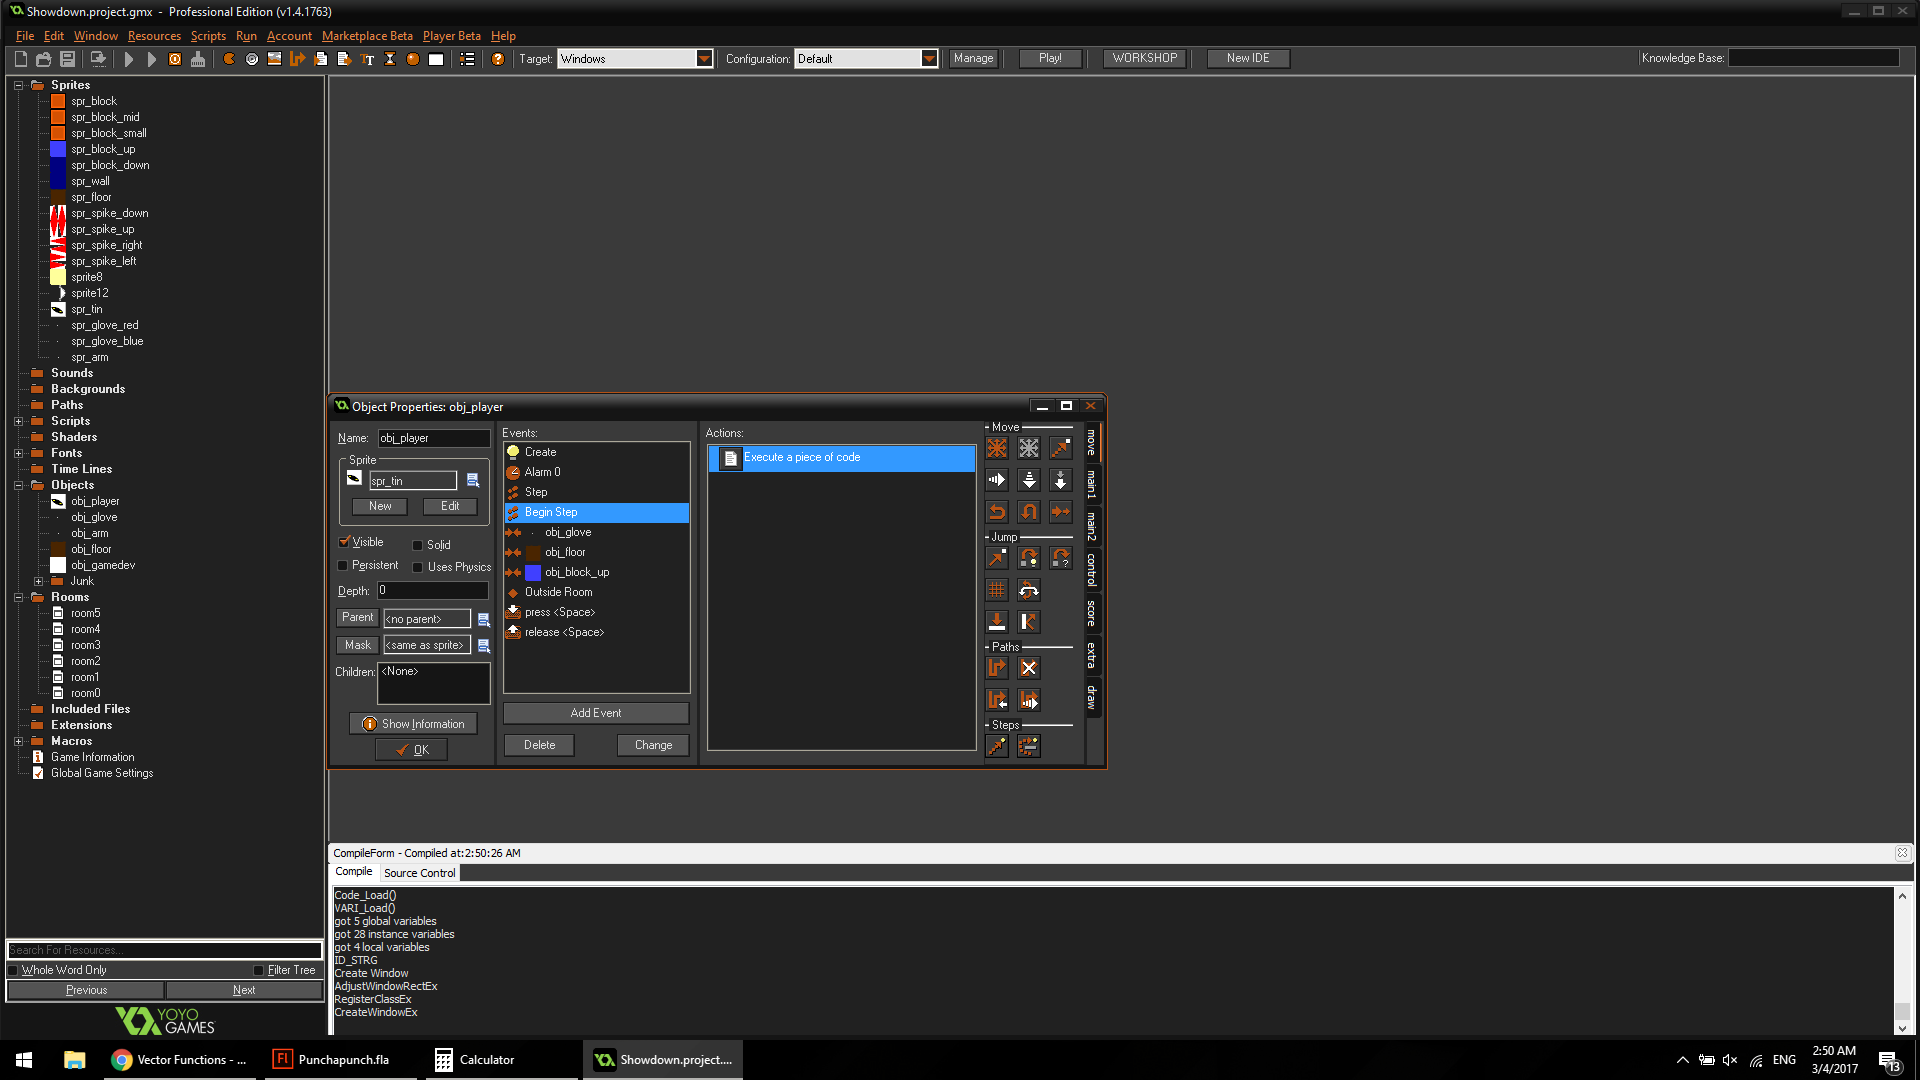 Showdown.project.gmx - Professional Edition (v1.4.1763)
File Edit Window Resources Scripts Run Account Marketplace Beta Player Beta Help
Target: Windows Configuration: Default Manage Play! WORKSHOP New IDE Knowledge Base:
Sprites
spr_block
spr_block_mid
spr_block_small
spr_block_up
spr_block_down
spr_wall
spr_floor
spr_spike_down
spr_spike_up
spr_spike_right
spr_spike_left
sprite8
sprite12
spr_tin
spr_glove_red
spr_glove_blue
spr_arm
Sounds
Backgrounds
Paths
Scripts
Shaders
Fonts
Time Lines
Objects
obj_player
obj_glove
obj_arm
obj_floor
obj_gamedev
Junk
Rooms
room5
room4
room3
room2
room1
room0
Included Files
Extensions
Macros
Game Information
Global Game Settings
Search For Resources...
Whole Word Only Filter Tree
Previous Next
YOYO
GAMES
Object Properties: obj_player
Name: obj_player
Sprite
spr_tin
New Edit
Visible Solid
Persistent Uses Physics
Depth: 0
Parent <no parent>
Mask <same as sprite>
Children: <None>
Show Information
OK
Events:
Create
Alarm 0
Step
Begin Step
obj_glove
obj_floor
obj_block_up
Outside Room
press <Space>
release <Space>
Add Event
Delete Change
Actions:
Execute a piece of code
Move
Jump
Paths
Steps
move
main1
main2
control
score
extra
draw
CompileForm - Compiled at:2:50:26 AM
Compile Source Control
Code_Load()
VARI_Load()
got 5 global variables
got 28 instance variables
got 4 local variables
ID_STRG
Create Window
AdjustWindowRectEx
RegisterClassEx
CreateWindowEx
Vector Functions - ... Fl Punchapunch.fla Calculator Showdown.project.... ENG 2:50 AM
3/4/2017 13